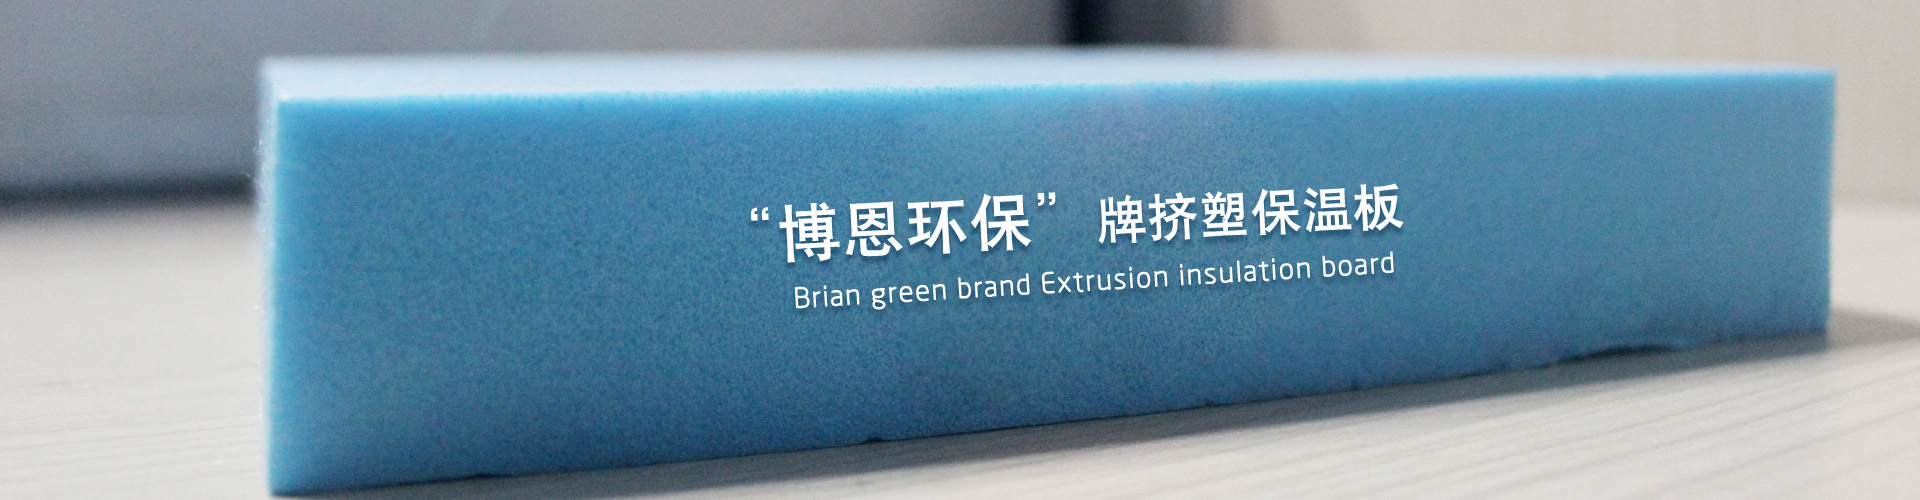 “博恩环保” 牌挤塑保温板
Brian green brand Extrusion insulation board